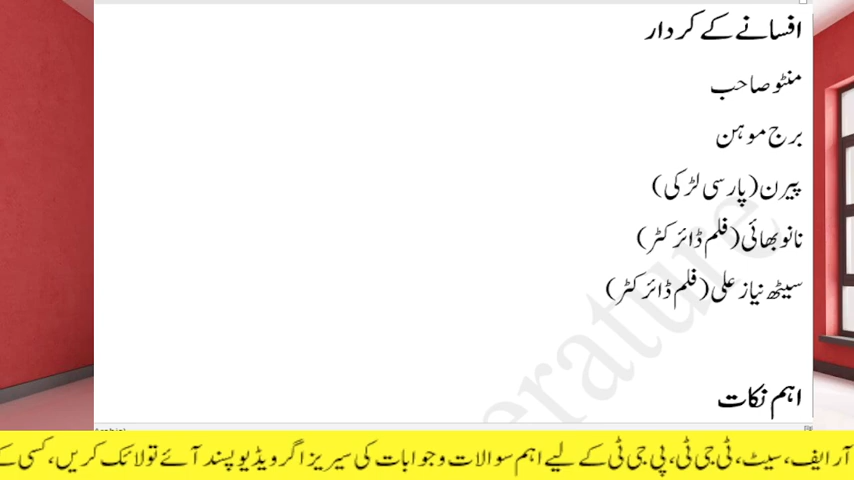 افسانے کے کردار
منٹو صاحب
برج موہن
پیرن (پارسی لڑکی)
نانو بھائی (فلم ڈائرکٹر)
سیٹھ نیاز علی (فلم ڈائرکٹر)
اہم نکات
آر ایف، سیٹ، ٹی جی ٹی، پی جی ٹی کے لیے اہم سوالات و جوابات کی سیریز اگر ویڈیو پسند آئے تو لائک کریں، کسی کے
erature